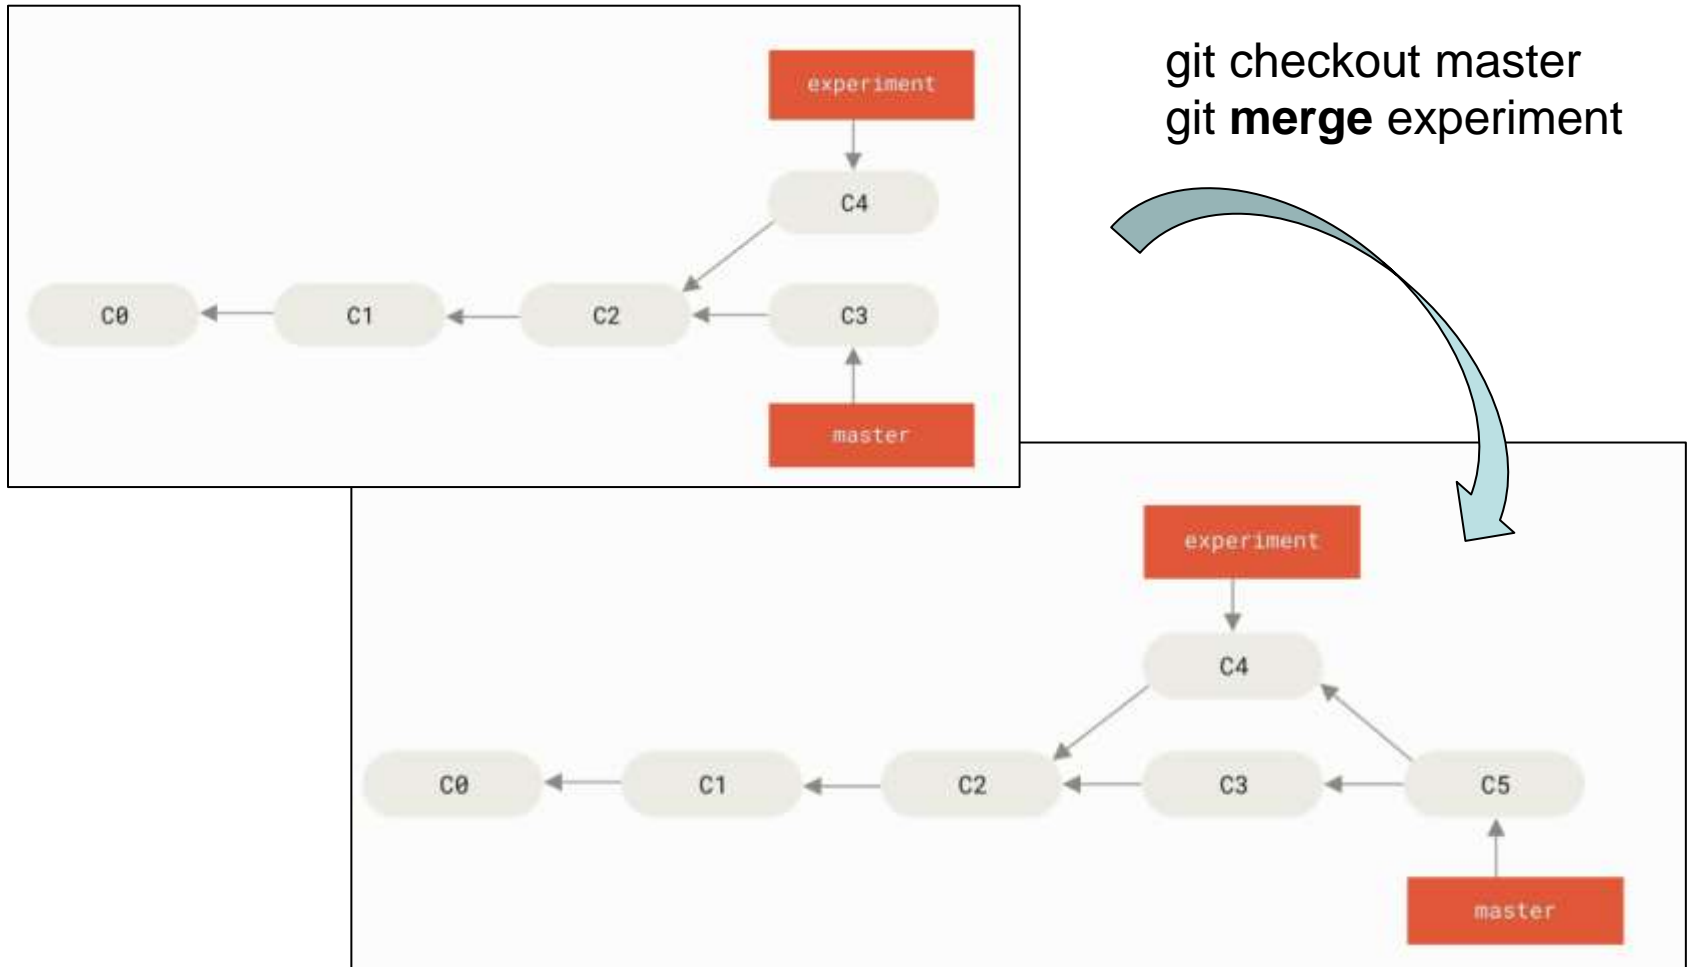 experiment
C4
C0 C1 C2 C3
master
git checkout master
git merge experiment
experiment
C4
C0 C1 C2 C3 C5
master